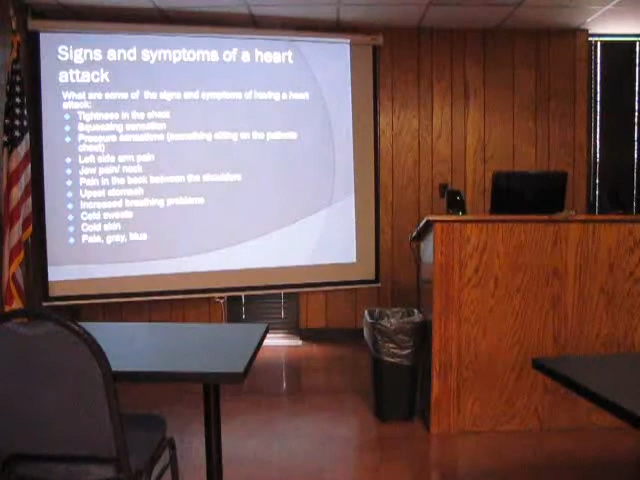 Signs and symptoms of a heart
attack
What are some of the signs and symptoms of having a heart
attack:
Tightness in the chest
Squeezing sensation
Pressure sensations (something sitting on the patients
chest)
Left side arm pain
Jaw pain/ neck
Pain in the back between the shoulders
Upset stomach
Increased breathing problems
Cold sweats
Cold skin
Pale, gray, blue